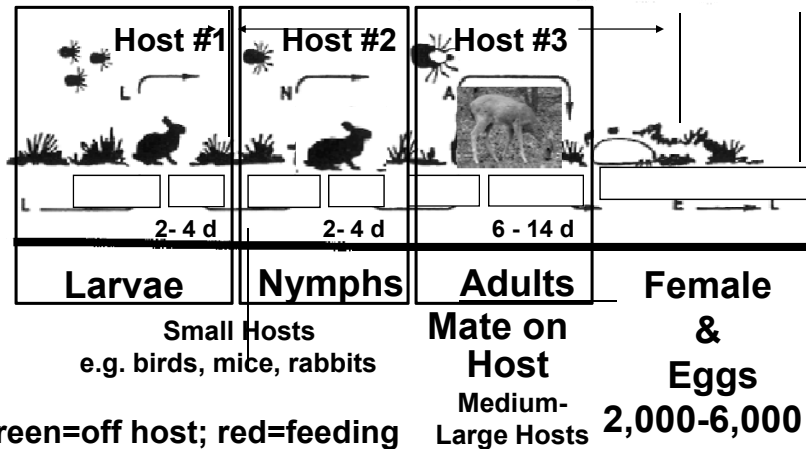 Host #1 Host #2 Host #3
L N A
L 2- 4 d 2- 4 d 6 - 14 d E L
Larvae Nymphs Adults Female
& 
Eggs
2,000-6,000
Small Hosts
e.g. birds, mice, rabbits
Mate on
Host
Medium-
Large Hosts
reen=off host; red=feeding